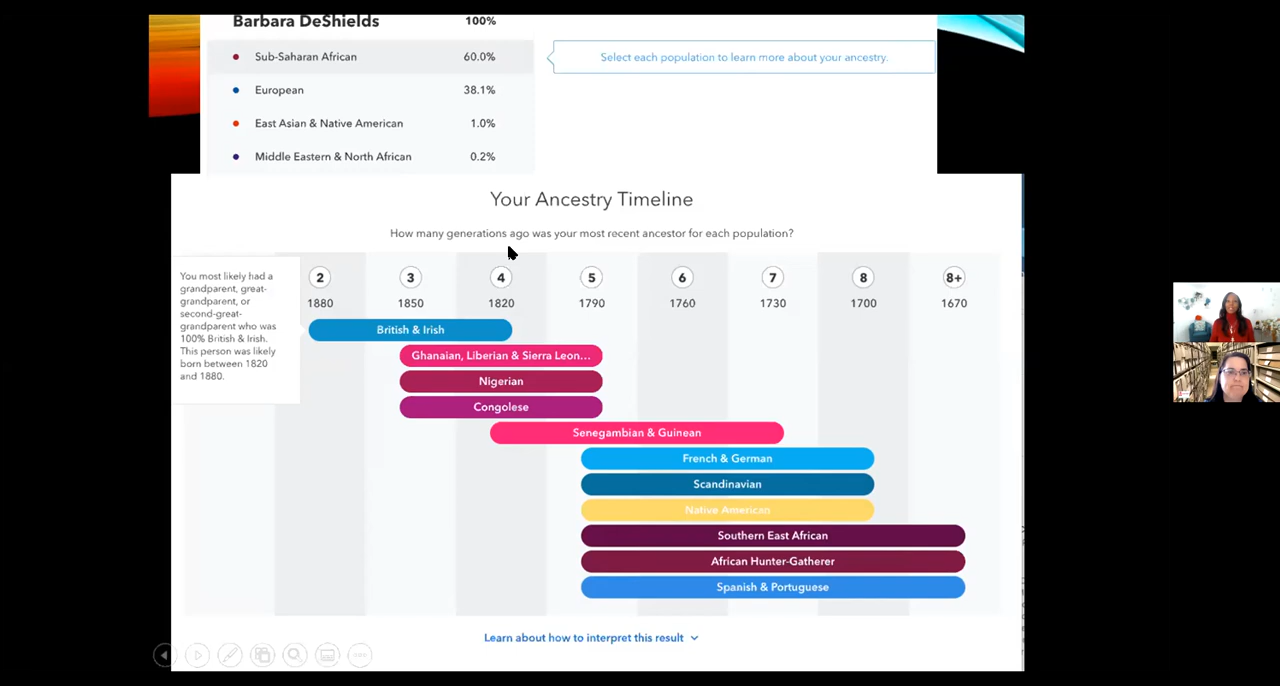 Barbara DeShields 100%
Sub-Saharan African 60.0%
Select each population to learn more about your ancestry.
European 38.1%
East Asian & Native American 1.0%
Middle Eastern & North African 0.2%
Your Ancestry Timeline
How many generations ago was your most recent ancestor for each population?
You most likely had a
grandparent, great-
grandparent, or
second-great-
grandparent who was
100% British & Irish.
This person was likely
born between 1820
and 1880.
2 3 4 5 6 7 8 8+
1880 1850 1820 1790 1760 1730 1700 1670
British & Irish
Ghanaian, Liberian & Sierra Leon...
Nigerian
Congolese
Senegambian & Guinean
French & German
Scandinavian
Native American
Southern East African
African Hunter-Gatherer
Spanish & Portuguese
Learn about how to interpret this result